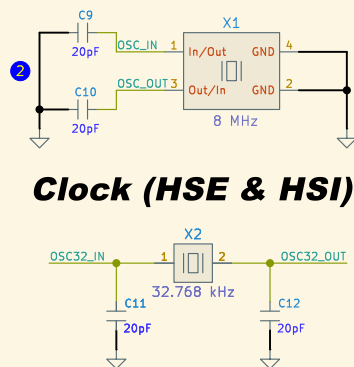 C9
X1
20pF
OSC_IN
1
In/Out
GND
4
2
OSC_OUT
3
Out/In
GND
2
C10
20pF
8 MHz
Clock (HSE & HSI)
X2
OSC32_IN
1
2
OSC32_OUT
32.768 kHz
C11
C12
20pF
20pF